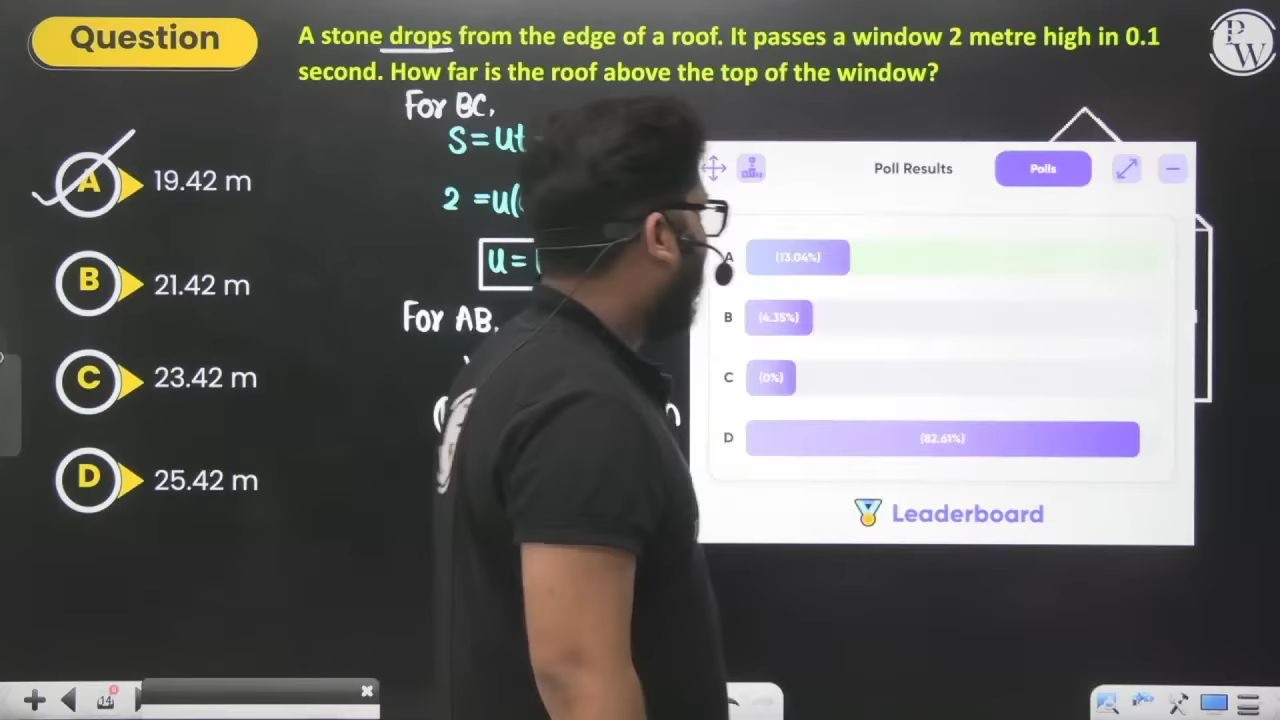 Question
A stone drops from the edge of a roof. It passes a window 2 metre high in 0.1
second. How far is the roof above the top of the window?
P
W
For BC,
S=ut
2 =u(
u=
For AB,
A 19.42 m
B 21.42 m
C 23.42 m
D 25.42 m
Poll Results
Polls
A (13.04%)
B (4.35%)
C (0%)
D (82.61%)
Leaderboard
14